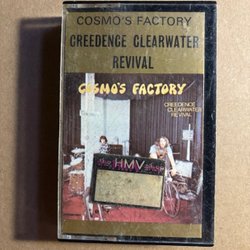 COSMO'S FACTORY
CREEDENCE CLEARWATER
REVIVAL
COSMO'S FACTORY
CREEDENCE
CLEARWATER
REVIVAL
HMV